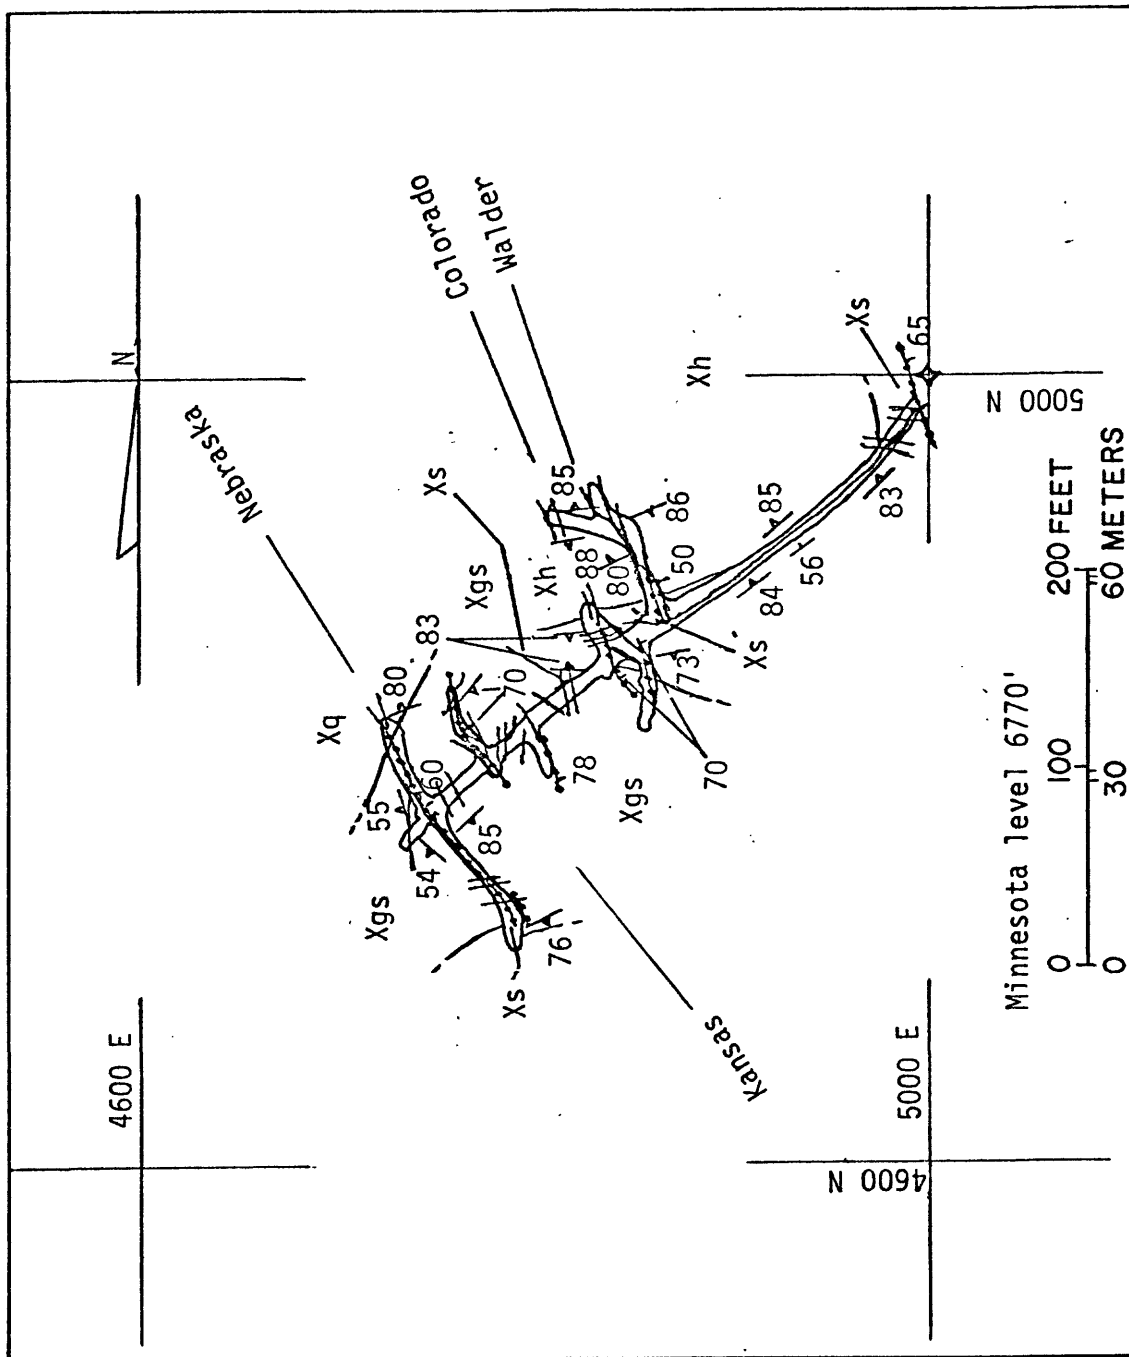 N
4600 E
Nebraska
Colorado
Walder
Xq
Xs
Xgs
Xh
85
88
80
83
80
70
60
55
54
85
Xgs
76
Xs
78
Xgs
70
73
50
86
Xs
Xh
Xs
65
85
83
56
84
Kansas
5000 N
5000 E
4600 N
Minnesota level 6770'
0 100 200 FEET
0 30 60 METERS